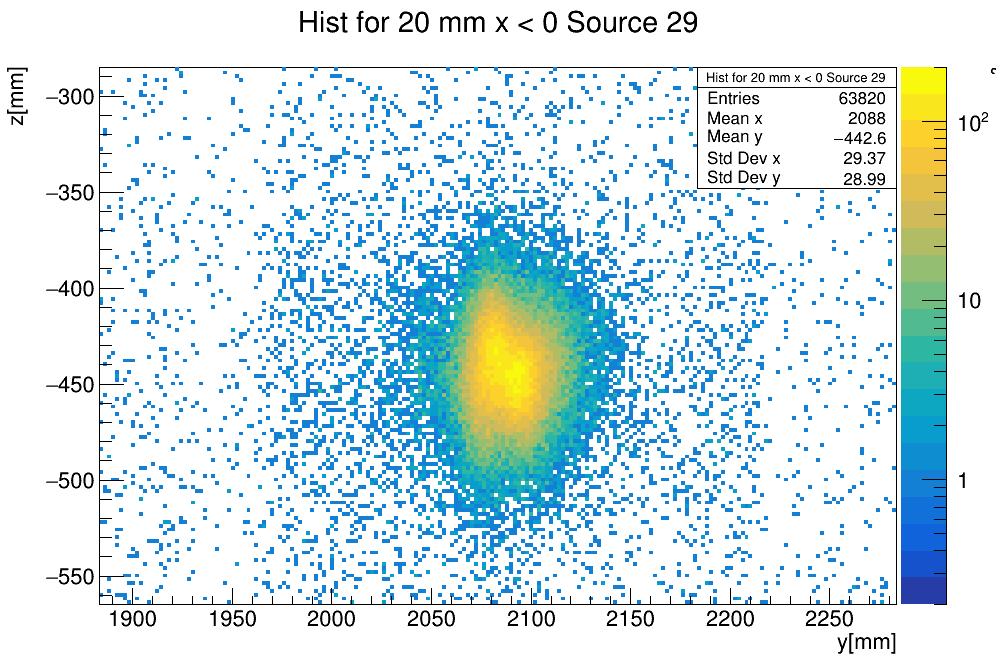 Hist for 20 mm x < 0 Source 29
z[mm]
Hist for 20 mm x < 0 Source 29
Entries 63820
Mean x 2088
Mean y −442.6
Std Dev x 29.37
Std Dev y 28.99
−300
−350
−400
−450
−500
−550
10²
10
1
1900 1950 2000 2050 2100 2150 2200 2250
y[mm]